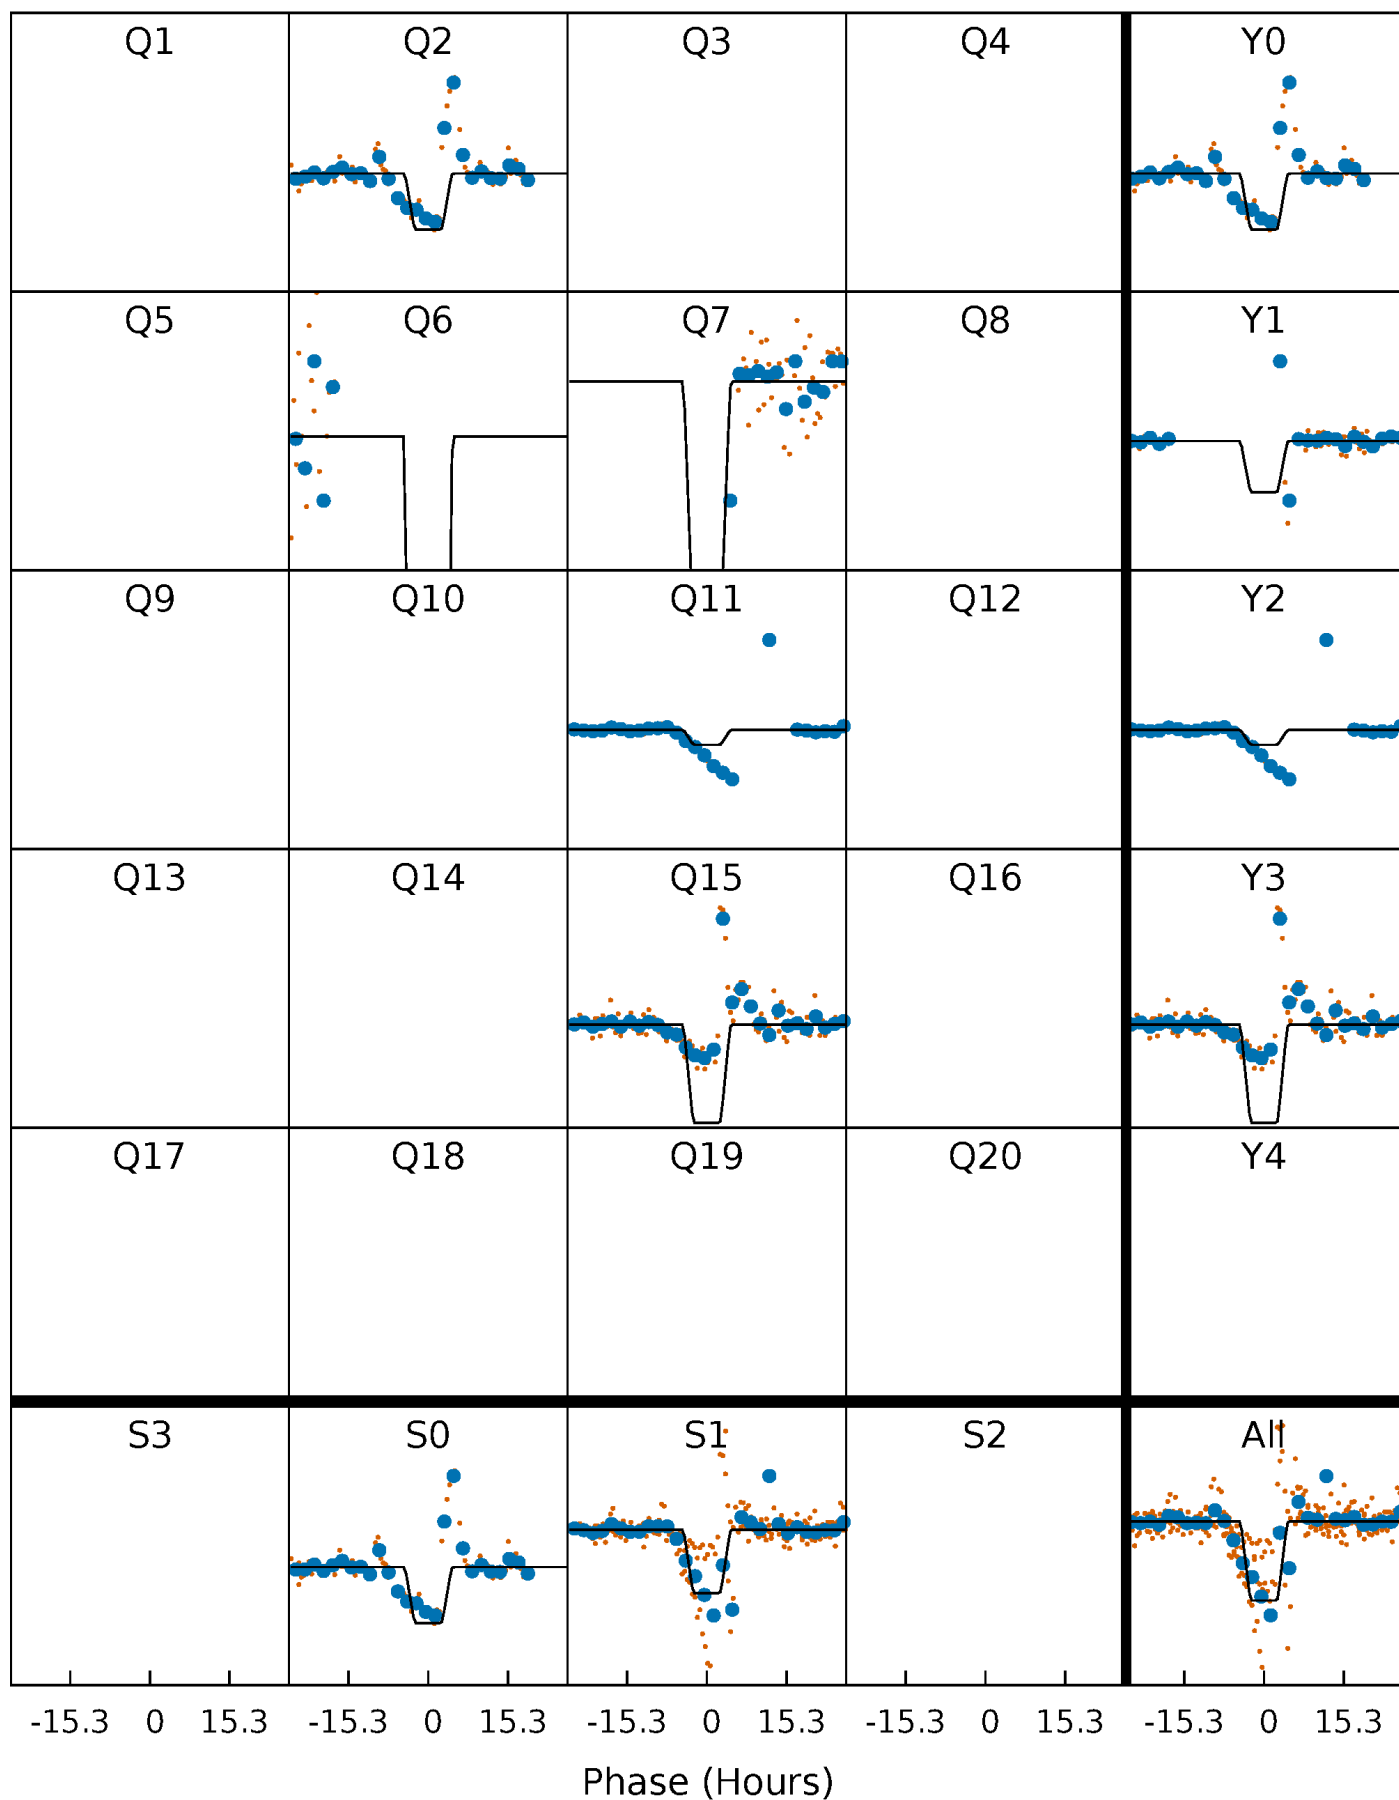 Q1 Q2 Q3 Q4 Y0
Q5 Q6 Q7 Q8 Y1
Q9 Q10 Q11 Q12 Y2
Q13 Q14 Q15 Q16 Y3
Q17 Q18 Q19 Q20 Y4
S3 S0 S1 S2 All
-15.3 0 15.3 -15.3 0 15.3 -15.3 0 15.3 -15.3 0 15.3 -15.3 0 15.3
Phase (Hours)